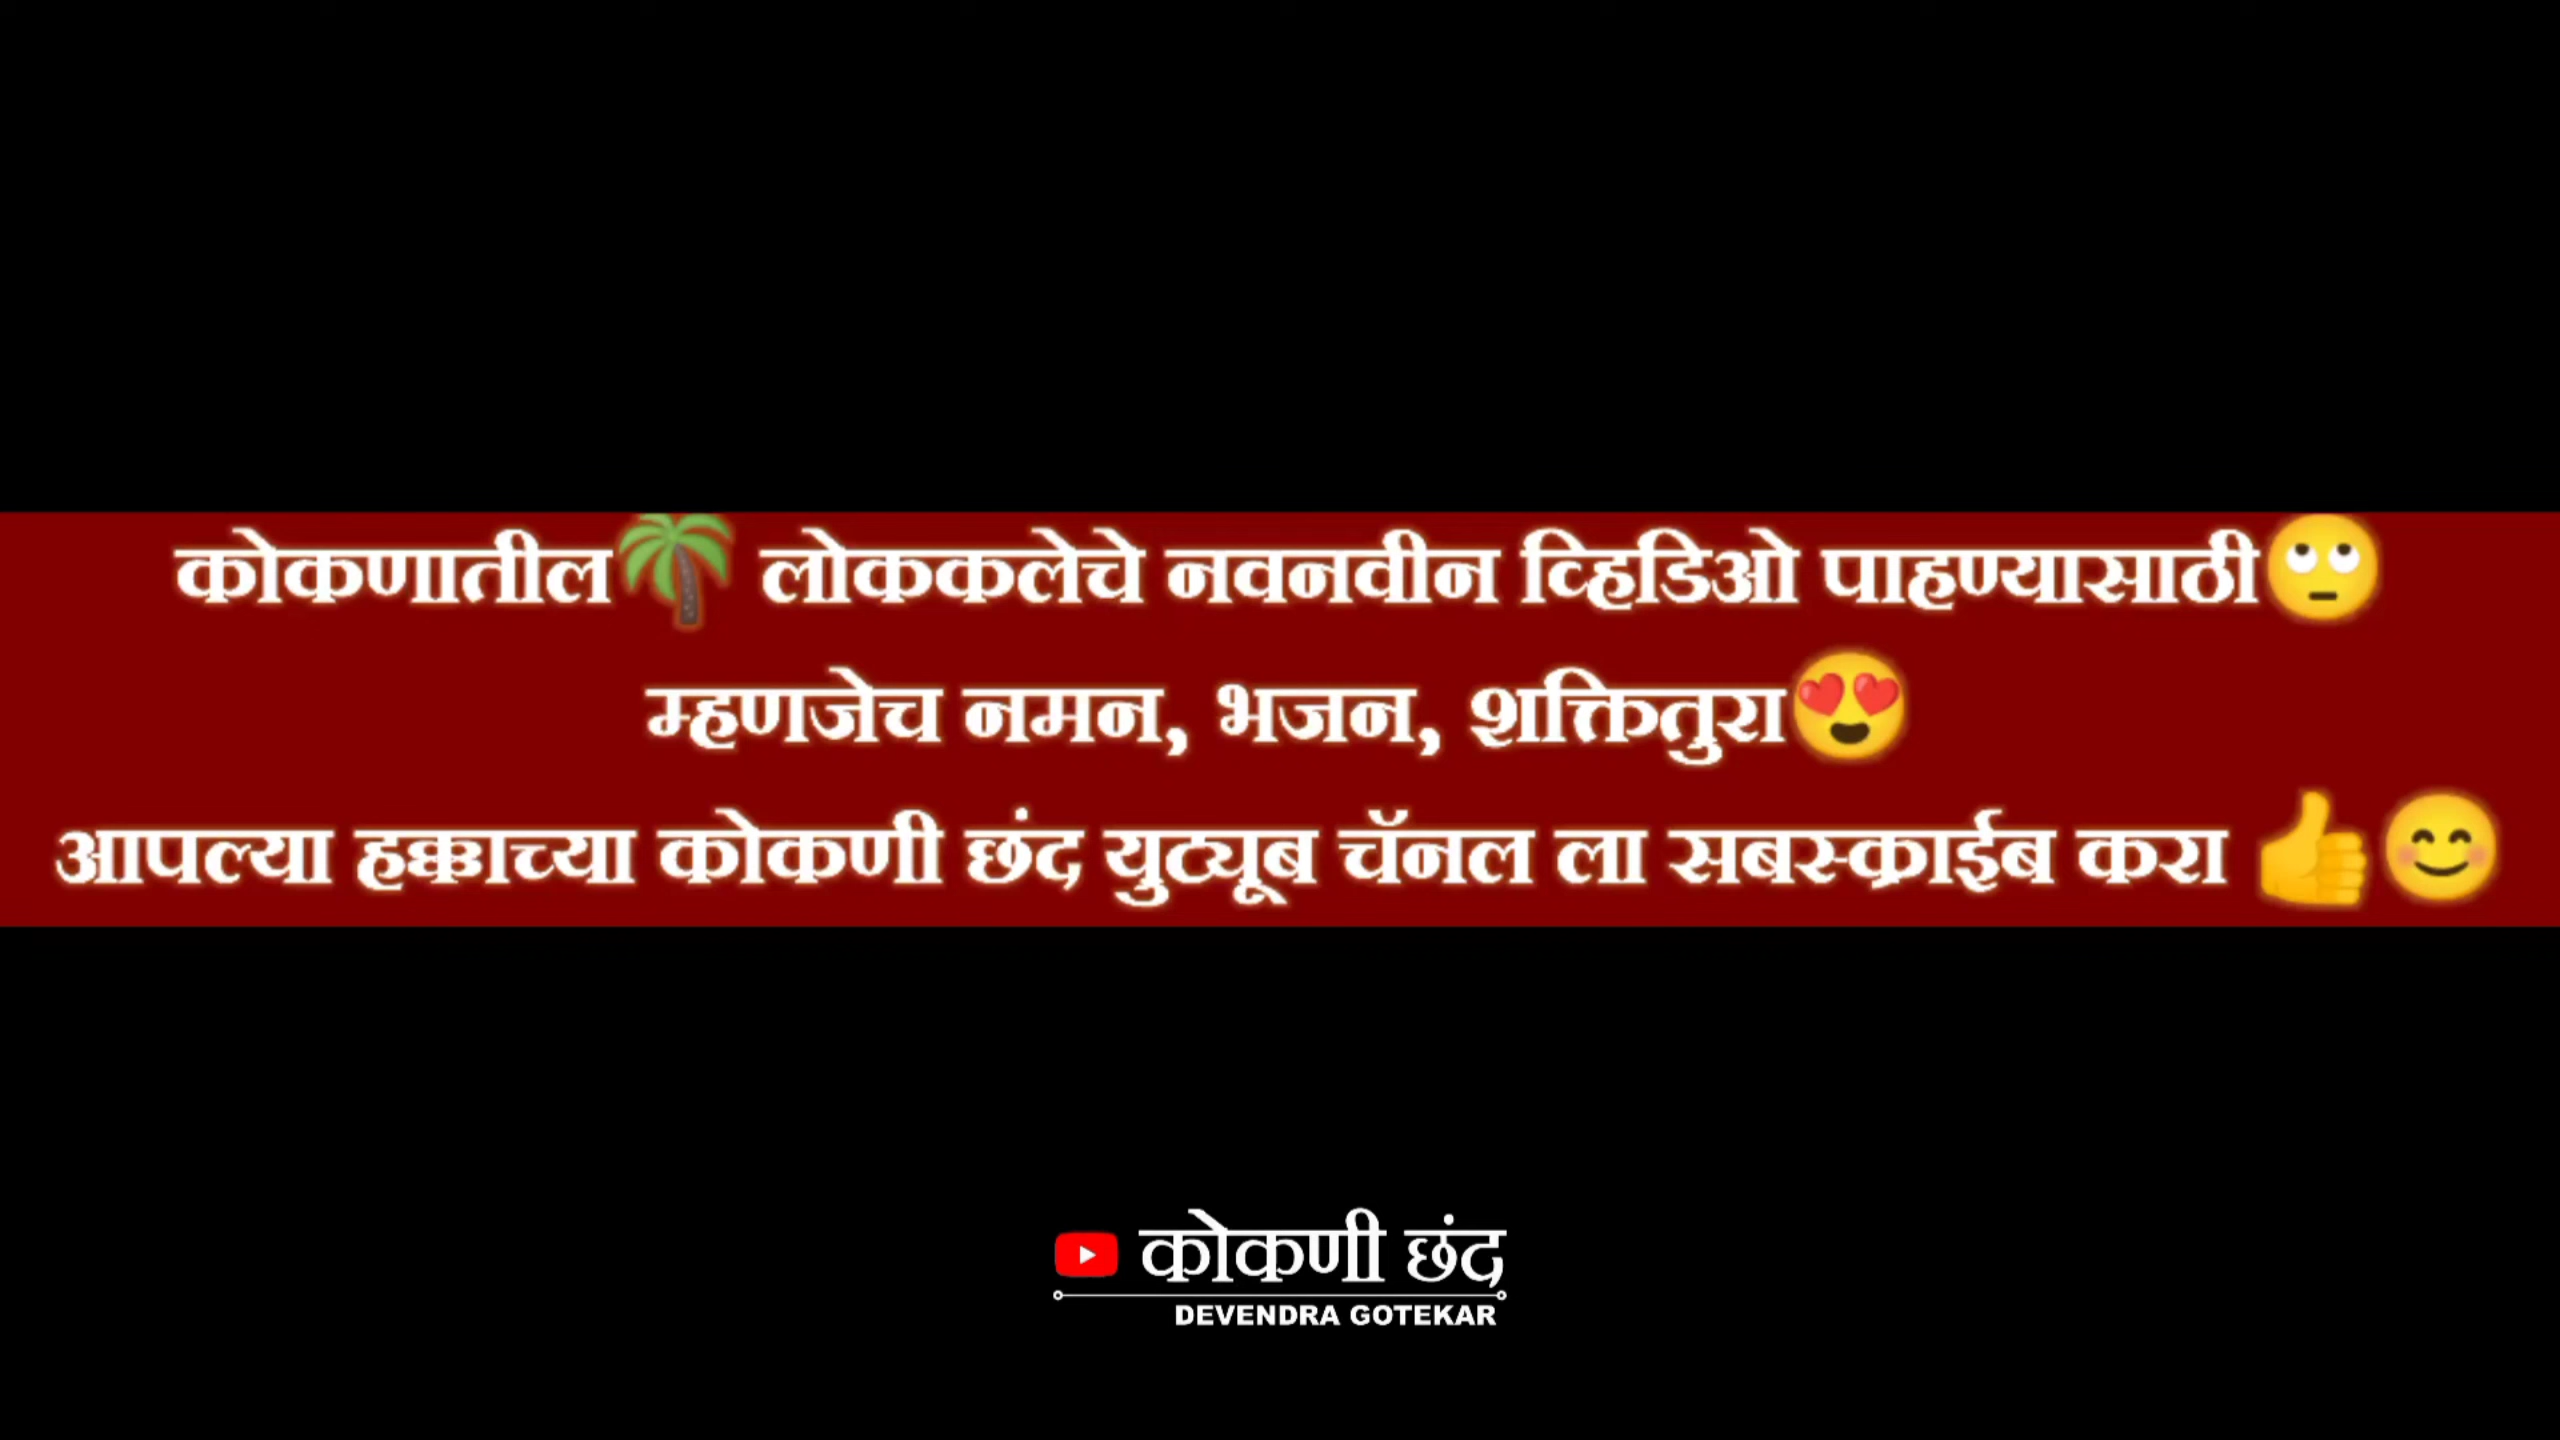 कोकणातील🌴 लोककलेचे नवनवीन व्हिडिओ पाहण्यासाठी🙄
म्हणजेच नमन, भजन, शक्तितुरा😍
आपल्या हक्काच्या कोकणी छंद युट्यूब चॅनल ला सबस्क्राईब करा 👍😊
कोकणी छंद
DEVENDRA GOTEKAR